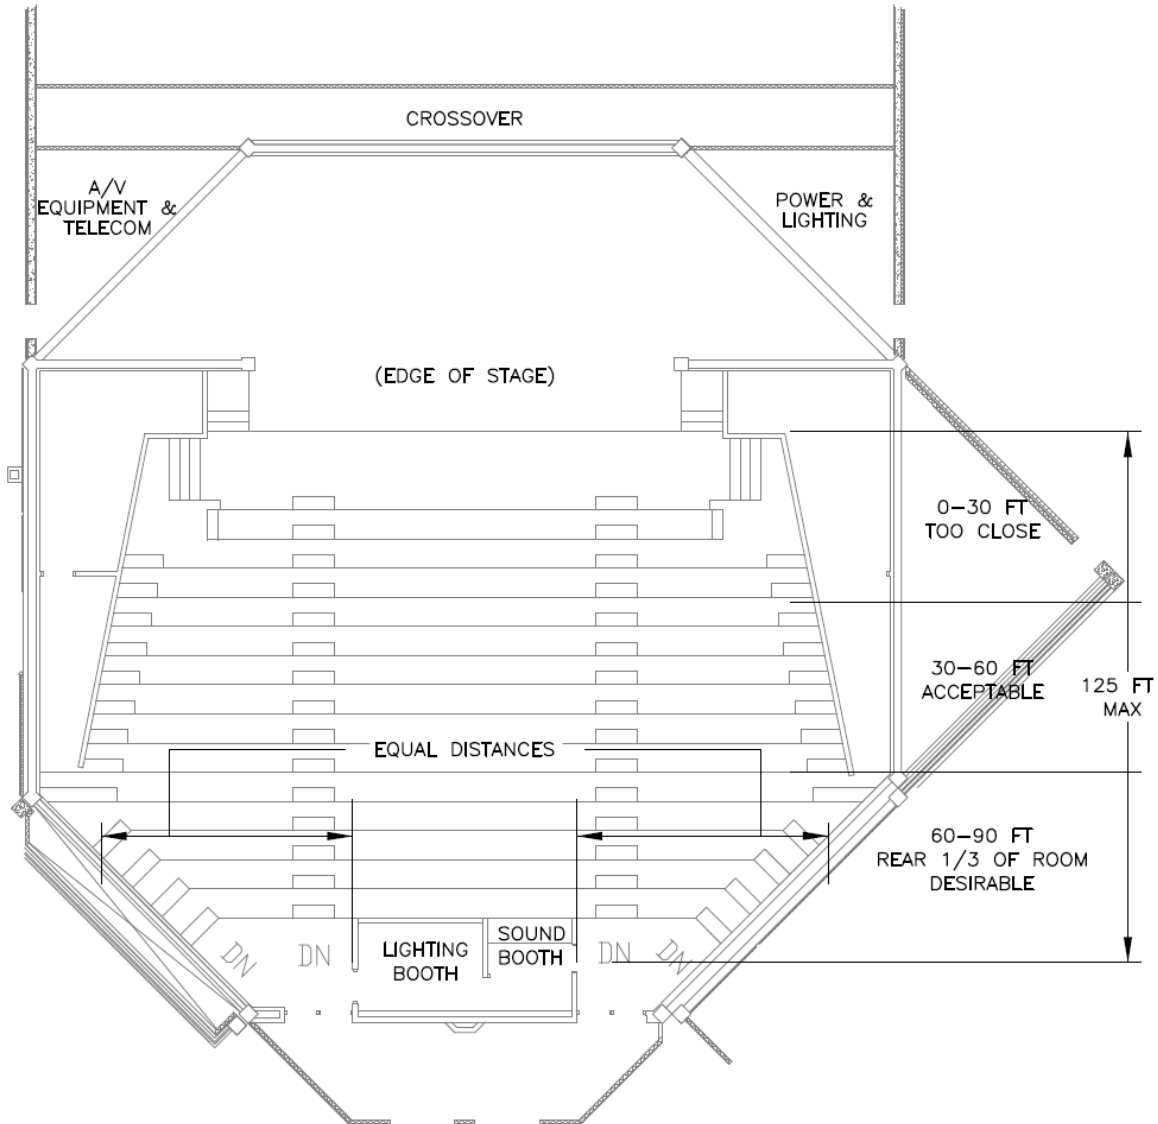 CROSSOVER
A/V
EQUIPMENT &
TELECOM
POWER &
LIGHTING
(EDGE OF STAGE)
0-30 FT
TOO CLOSE
30-60 FT
ACCEPTABLE
125 FT
MAX
EQUAL DISTANCES
60-90 FT
REAR 1/3 OF ROOM
DESIRABLE
DN
DN
LIGHTING
BOOTH
SOUND
BOOTH
DN
DN